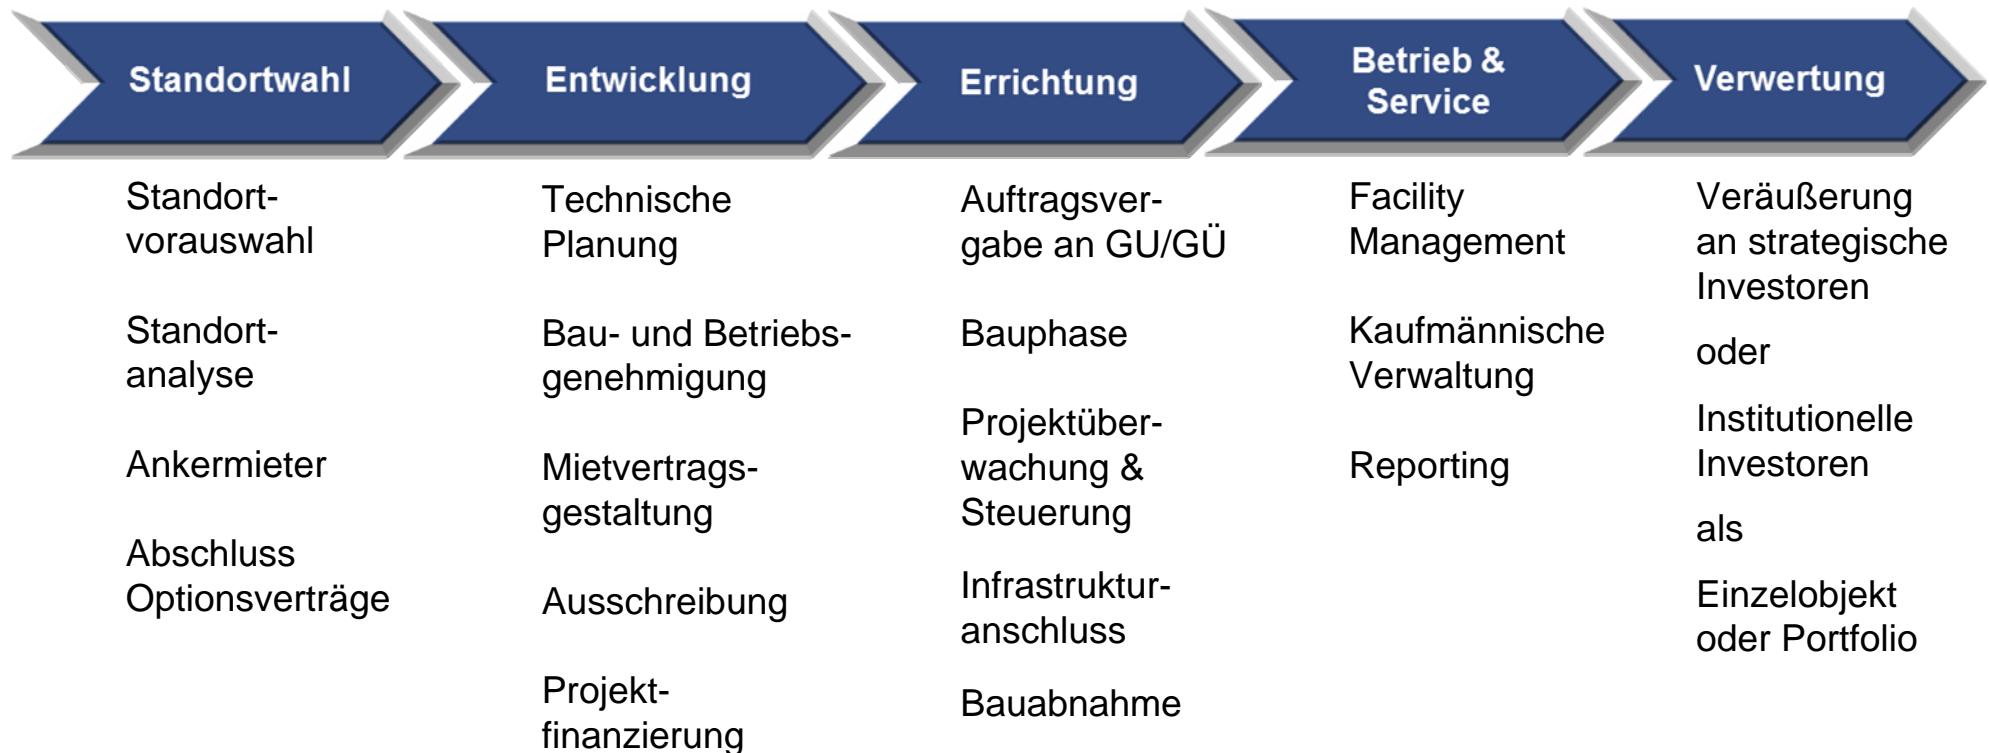 Standortwahl
Entwicklung
Errichtung
Betrieb &
Service
Verwertung
Standort-
vorauswahl
Standort-
analyse
Ankermieter
Abschluss
Optionsverträge
Technische
Planung
Bau- und Betriebs-
genehmigung
Mietvertrags-
gestaltung
Ausschreibung
Projekt-
finanzierung
Auftragsver-
gabe an GU/GÜ
Bauphase
Projektüber-
wachung &
Steuerung
Infrastruktur-
anschluss
Bauabnahme
Facility
Management
Kaufmännische
Verwaltung
Reporting
Veräußerung
an strategische
Investoren
oder
Institutionelle
Investoren
als
Einzelobjekt
oder Portfolio